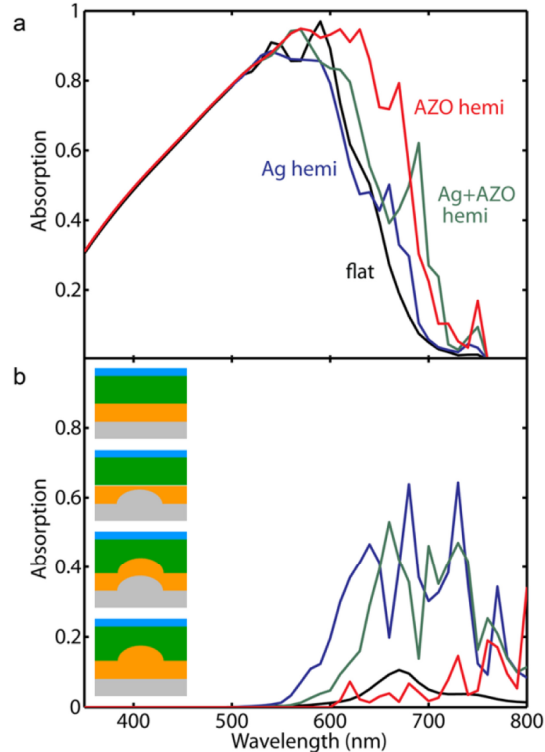 a
Absorption
0.8
0.6
0.4
0.2
AZO hemi
Ag hemi
Ag+AZO
hemi
flat
b
Absorption
0.8
0.6
0.4
0.2
0
400
500
600
700
800
Wavelength (nm)